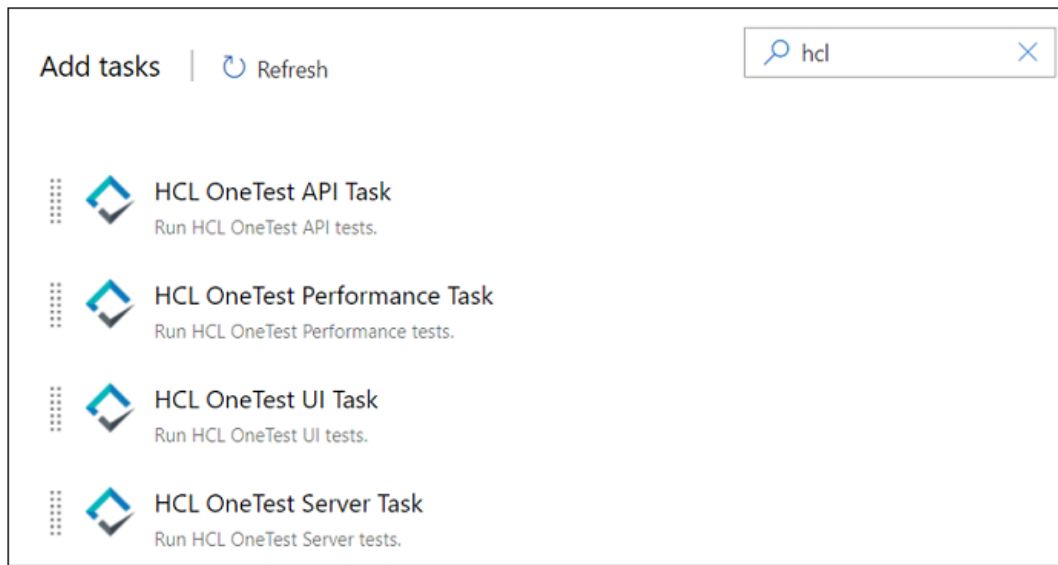 Add tasks
Refresh
hcl
HCL OneTest API Task
Run HCL OneTest API tests.
HCL OneTest Performance Task
Run HCL OneTest Performance tests.
HCL OneTest UI Task
Run HCL OneTest UI tests.
HCL OneTest Server Task
Run HCL OneTest Server tests.